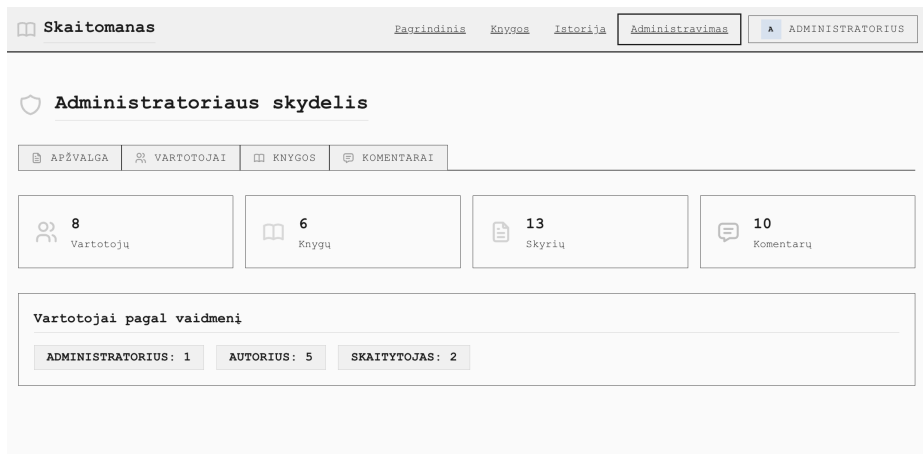 Skaitomanas
Pagrindinis Knygos Istorija Administravimas A ADMINISTRATORIUS
Administratoriaus skydelis
APŽVALGA VARTOTOJAI KNYGOS KOMENTARAI
8
Vartotojų
6
Knygų
13
Skyrių
10
Komentarų
Vartotojai pagal vaidmenį
ADMINISTRATORIUS: 1 AUTORIUS: 5 SKAITYTOJAS: 2